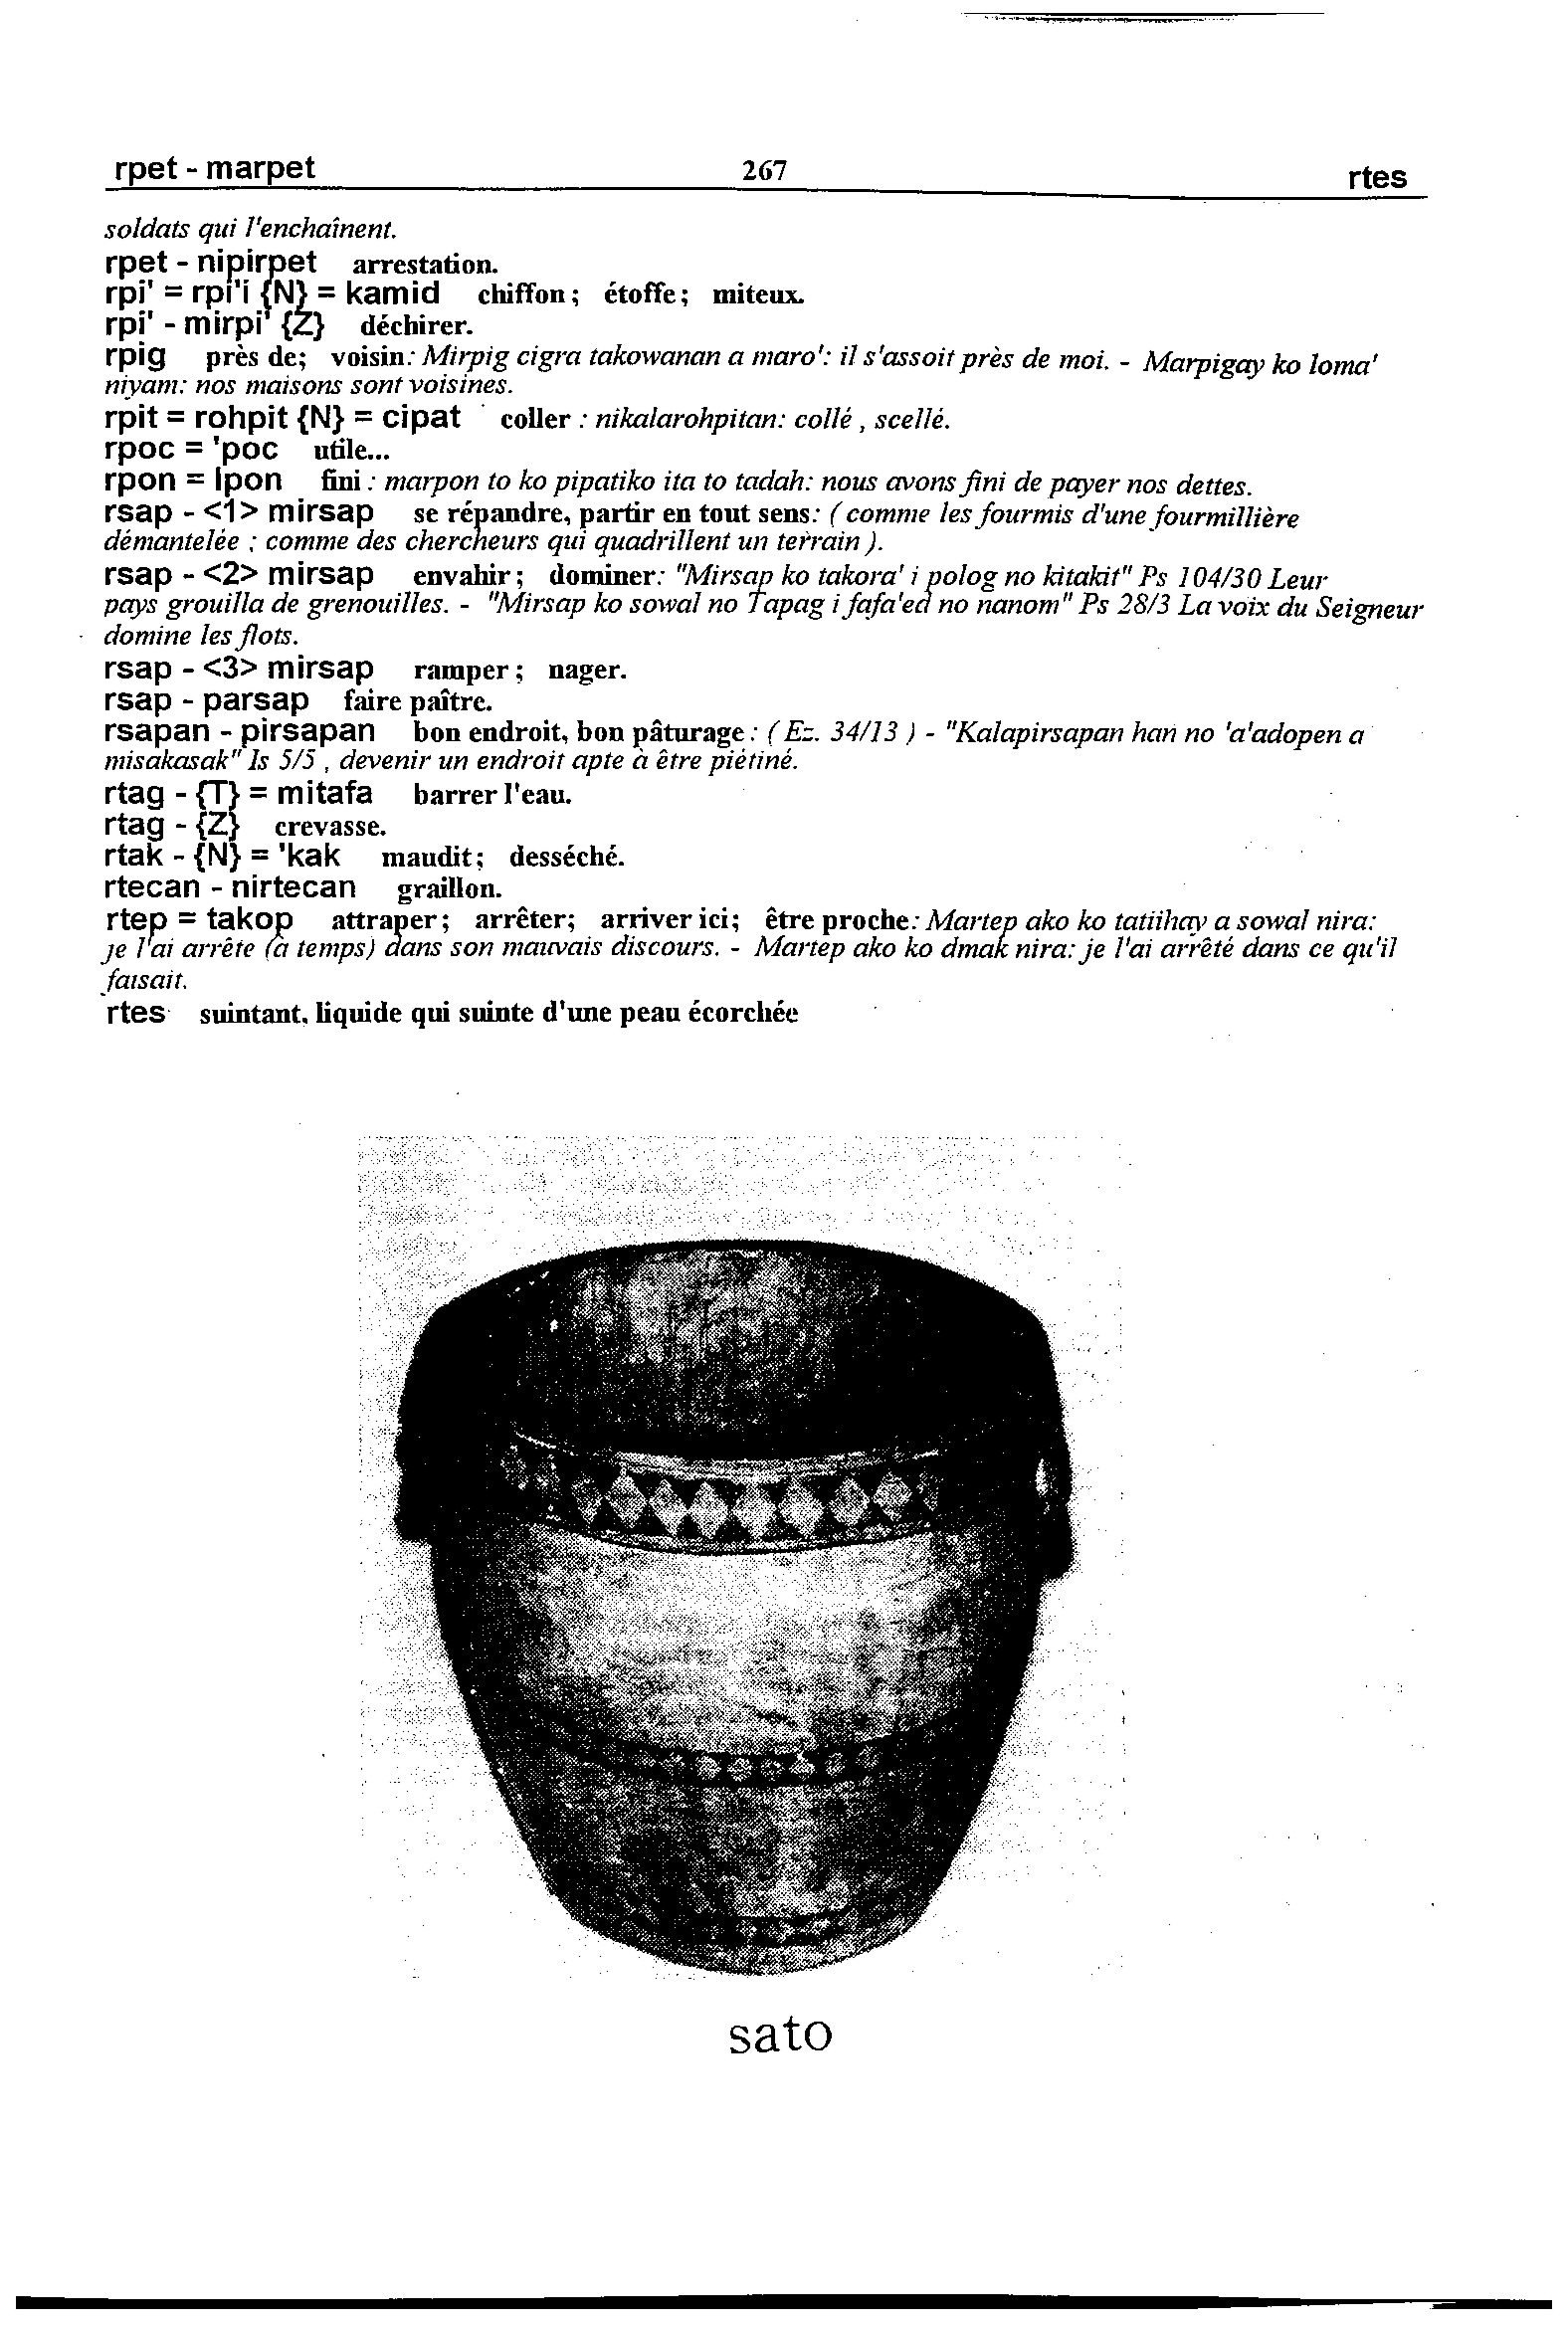 rpet - marpet 267 rtes
soldats qui l'enchaînent.
rpet - nipirpet arrestation.
rpi' = rpi'i {N} = kamid chiffon ; étoffe ; miteux.
rpi' - mirpi' {Z} déchirer.
rpig près de; voisin: Mirpig cigra takowanan a maro': il s'assoit près de moi. - Marpigay ko loma'
niyam: nos maisons sont voisines.
rpit = rohpit {N} = cipat coller : nikalarohpitan: collé , scellé.
rpoc = 'poc utile...
rpon = lpon fini : marpon to ko pipatiko ita to tadah: nous avons fini de payer nos dettes.
rsap - <1> mirsap se répandre, partir en tout sens: ( comme les fourmis d'une fourmillière
démantelée ; comme des chercheurs qui quadrillent un terrain ).
rsap - <2> mirsap envahir ; dominer: "Mirsap ko takora' i polog no kitakit" Ps 104/30 Leur
pays grouilla de grenouilles. - "Mirsap ko sowal no Tapag i fafa'ed no nanom" Ps 28/3 La voix du Seigneur
domine les flots.
rsap - <3> mirsap ramper ; nager.
rsap - parsap faire paître.
rsapan - pirsapan bon endroit, bon pâturage : ( Ez. 34/13 ) - "Kalapirsapan han no 'a'adopen a
misakasak" Is 5/5 , devenir un endroit apte à être piétiné.
rtag - {T} = mitafa barrer l'eau.
rtag - {Z} crevasse.
rtak - {N} = 'kak maudit ; desséché.
rtecan - nirtecan graillon.
rtep = takop attraper ; arrêter; arriver ici; être proche: Martep ako ko tatiihay a sowal nira:
je l'ai arrête (à temps) dans son mauvais discours. - Martep ako ko dmak nira: je l'ai arrêté dans ce qu'il
faisait.
rtes suintant, liquide qui suinte d'une peau écorchée
sato